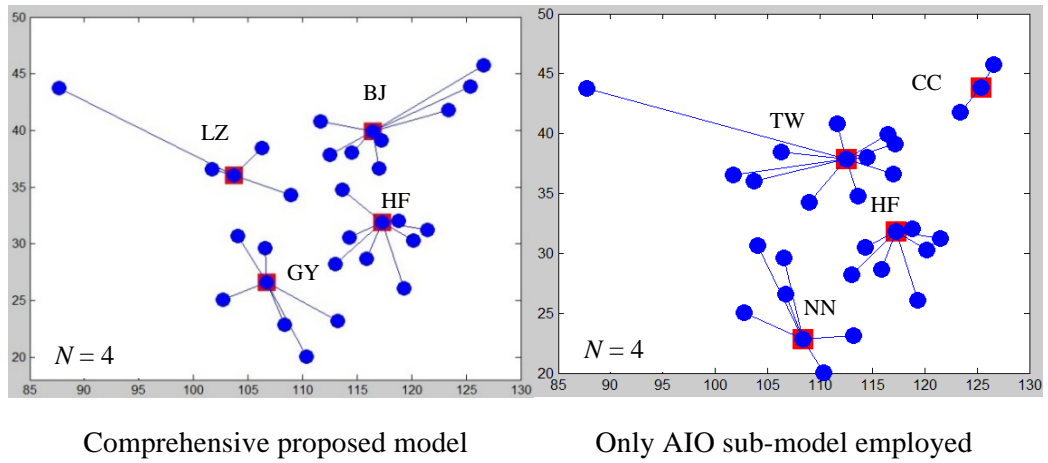 50
45
40
35
30
25
20
85 90 95 100 105 110 115 120 125 130
BJ
LZ
HF
GY
N = 4
50
45
40
35
30
25
20
85 90 95 100 105 110 115 120 125 130
CC
TW
HF
NN
N = 4
Comprehensive proposed model
Only AIO sub-model employed